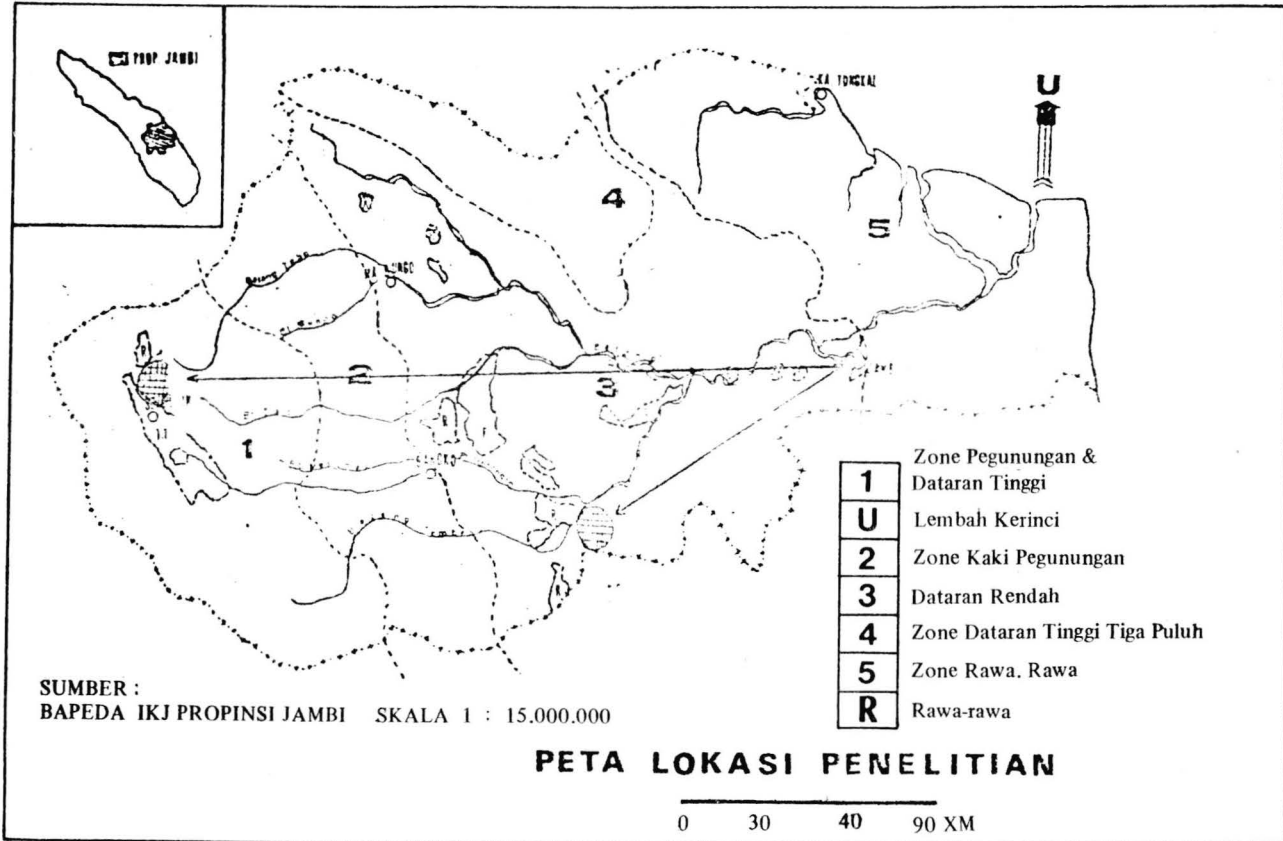 PROP JAMBI
KA TONGKAL
U
4
5
2
3
1
R
R
Zone Pegunungan &
1 Dataran Tinggi
U Lembah Kerinci
2 Zone Kaki Pegunungan
3 Dataran Rendah
4 Zone Dataran Tinggi Tiga Puluh
5 Zone Rawa. Rawa
R Rawa-rawa
SUMBER :
BAPEDA IKJ PROPINSI JAMBI SKALA 1 : 15.000.000
PETA LOKASI PENELITIAN
0 30 40 90 XM